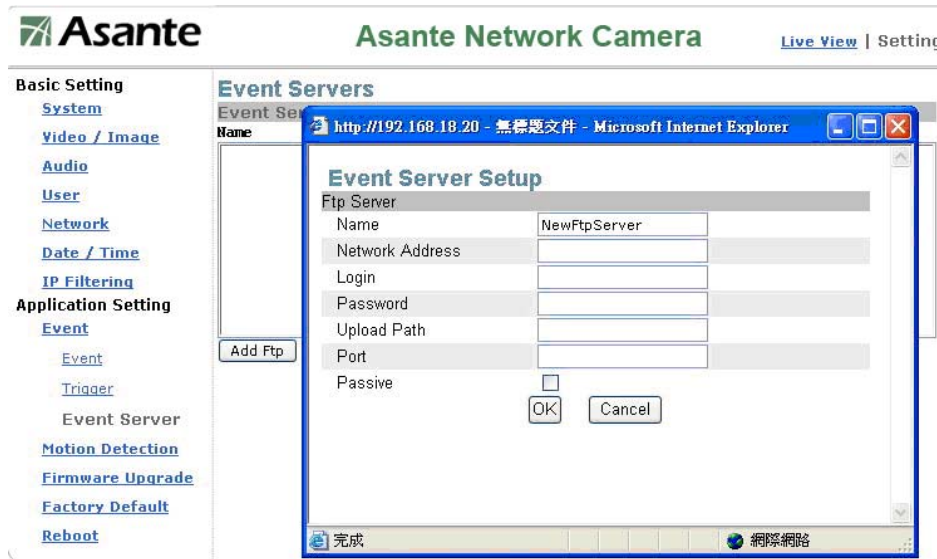 Asante
Asante Network Camera
Live View | Setting
Basic Setting
System
Video / Image
Audio
User
Network
Date / Time
IP Filtering
Application Setting
Event
Event
Trigger
Event Server
Motion Detection
Firmware Upgrade
Factory Default
Reboot
Event Servers
Event Ser
Name
Add Ftp
http://192.168.18.20 - 無標題文件 - Microsoft Internet Explorer
Event Server Setup
Ftp Server
Name NewFtpServer
Network Address
Login
Password
Upload Path
Port
Passive
OK Cancel
完成 網際網路